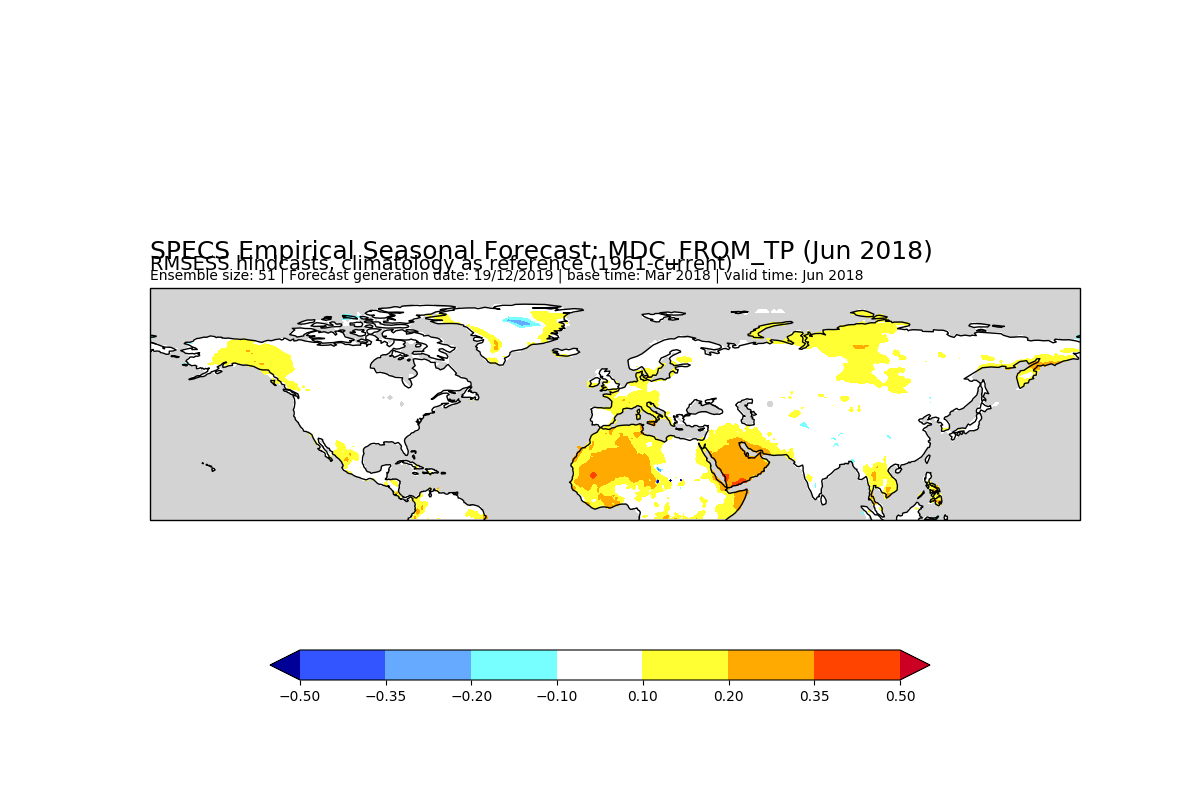 SPECS Empirical Seasonal Forecast: MDC_FROM_TP (Jun 2018)
RMSESS hindcasts, climatology as reference (1961-current)
Ensemble size: 51 | Forecast generation date: 19/12/2019 | base time: Mar 2018 | valid time: Jun 2018
−0.50 −0.35 −0.20 −0.10 0.10 0.20 0.35 0.50